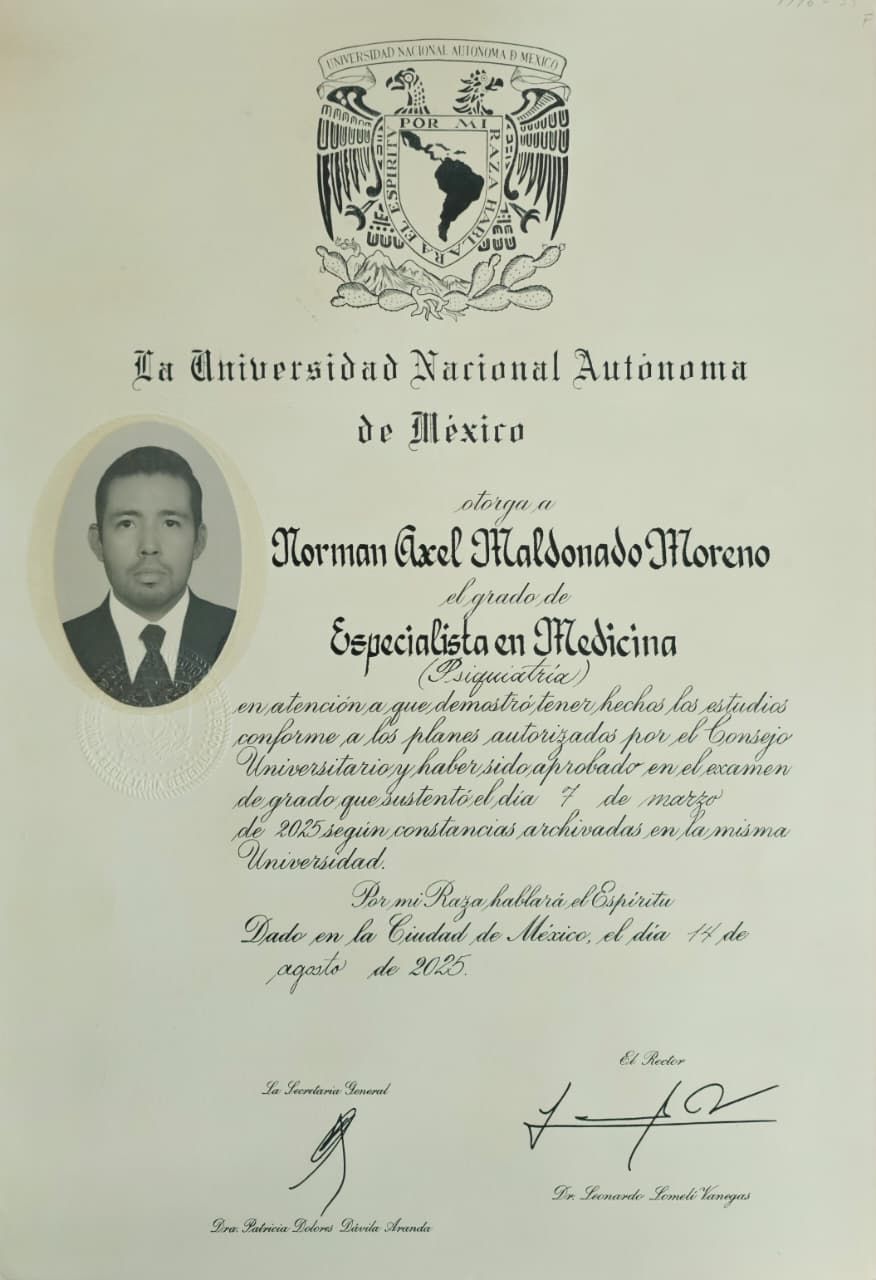 UNIVERSIDAD NACIONAL AUTONOMA D MEXICO
POR MI RAZA HABLARA EL ESPIRITU
La Universidad Nacional Autónoma
de México
otorga a
Norman Axel Maldonado Moreno
el grado de
Especialista en Medicina
(Psiquiatría)
en atención a que demostró tener hechos los estudios
conforme a los planes autorizados por el Consejo
Universitario y haber sido aprobado en el examen
de grado que sustentó el día 7 de marzo
de 2025 según constancias archivadas en la misma
Universidad.
Por mi Raza hablará el Espíritu
Dado en la Ciudad de México, el día 14 de
agosto de 2025.
El Rector
La Secretaria General
Dr. Leonardo Lomelí Vanegas
Dra. Patricia Dolores Dávila Aranda